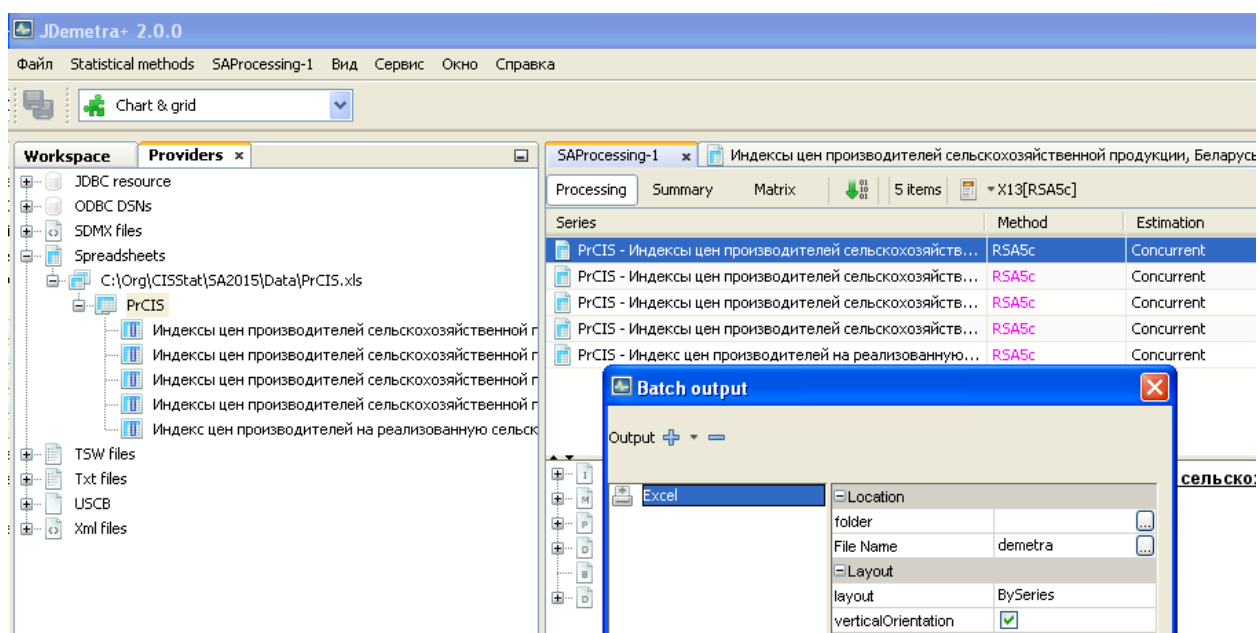 JDemetra+ 2.0.0
Файл Statistical methods SAProcessing-1 Вид Сервис Окно Справка
Chart & grid
Workspace Providers x
JDBC resource
ODBC DSNs
SDMX files
Spreadsheets
C:\Org\CISStat\SA2015\Data\PrCIS.xls
PrCIS
Индексы цен производителей сельскохозяйственной г
Индексы цен производителей сельскохозяйственной г
Индексы цен производителей сельскохозяйственной г
Индексы цен производителей сельскохозяйственной г
Индекс цен производителей на реализованную сельск
TSW files
Txt files
USCB
Xml files
SAProcessing-1 x Индексы цен производителей сельскохозяйственной продукции, Беларусь
Processing Summary Matrix 5 items X13[RSA5c]
Series Method Estimation
PrCIS - Индексы цен производителей сельскохозяйств... RSA5c Concurrent
PrCIS - Индексы цен производителей сельскохозяйств... RSA5c Concurrent
PrCIS - Индексы цен производителей сельскохозяйств... RSA5c Concurrent
PrCIS - Индексы цен производителей сельскохозяйств... RSA5c Concurrent
PrCIS - Индекс цен производителей на реализованную... RSA5c Concurrent
I
M
P
D
B
D
сельско
Batch output
Output
Excel
Location
folder ...
File Name demetra ...
Layout
layout BySeries
verticalOrientation